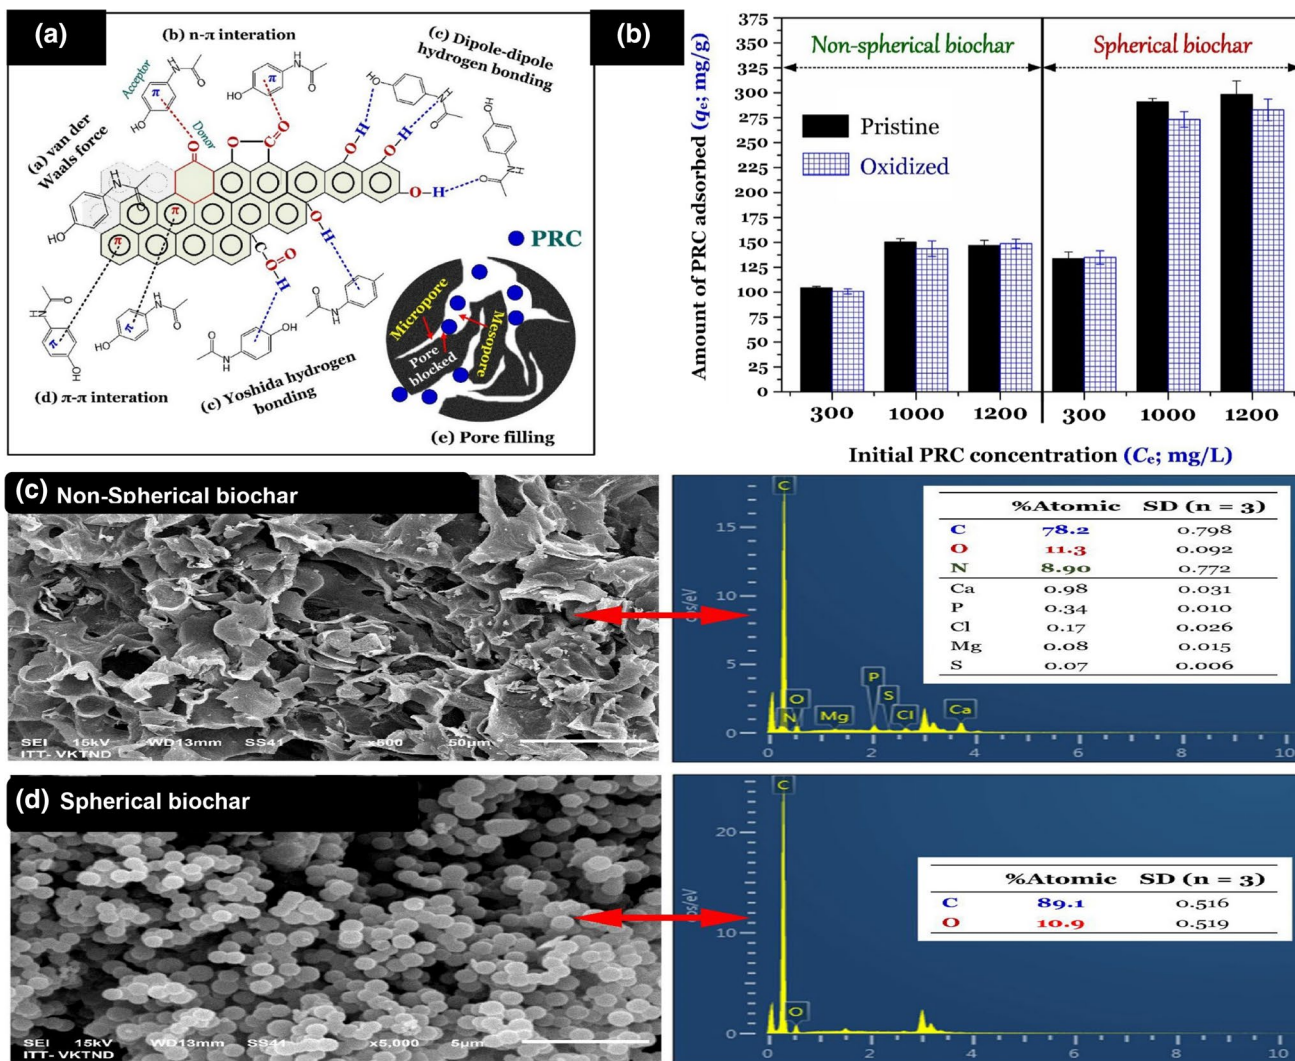 (a)
(b) n-π interation
(c) Dipole-dipole
hydrogen bonding
Acceptor
Donor
(a) van der
Waals force
π
π
π
π
π
π
HO
HO
HO
HO
HO
OH
OH
N
H
O
O
O
C
O
H
O
H
O
H
O
H
C
O
O
H
PRC
Micropore
Mesopore
Pore
blocked
(d) π-π interation
(c) Yoshida hydrogen
bonding
(e) Pore filling
(b)
Non-spherical biochar
Spherical biochar
Pristine
Oxidized
Amount of PRC adsorbed (qe; mg/g)
375
350
325
300
275
250
225
200
175
150
125
100
75
50
25
0
300 1000 1200 300 1000 1200
Initial PRC concentration (Ce; mg/L)
(c) Non-Spherical biochar
SEI 15kV WD13mm SS41 x500 50µm
ITT- VKTND
cps/eV
15
10
5
0
C
O
N
Mg
P
S
Cl
Ca
0 2 4 6 8 10
%Atomic SD (n = 3)
C 78.2 0.798
O 11.3 0.092
N 8.90 0.772
Ca 0.98 0.031
P 0.34 0.010
Cl 0.17 0.026
Mg 0.08 0.015
S 0.07 0.006
(d) Spherical biochar
SEI 15kV WD13mm SS41 x5,000 5µm
ITT- VKTND
cps/eV
20
10
0
C
O
0 2 4 6 8 10
%Atomic SD (n = 3)
C 89.1 0.516
O 10.9 0.519